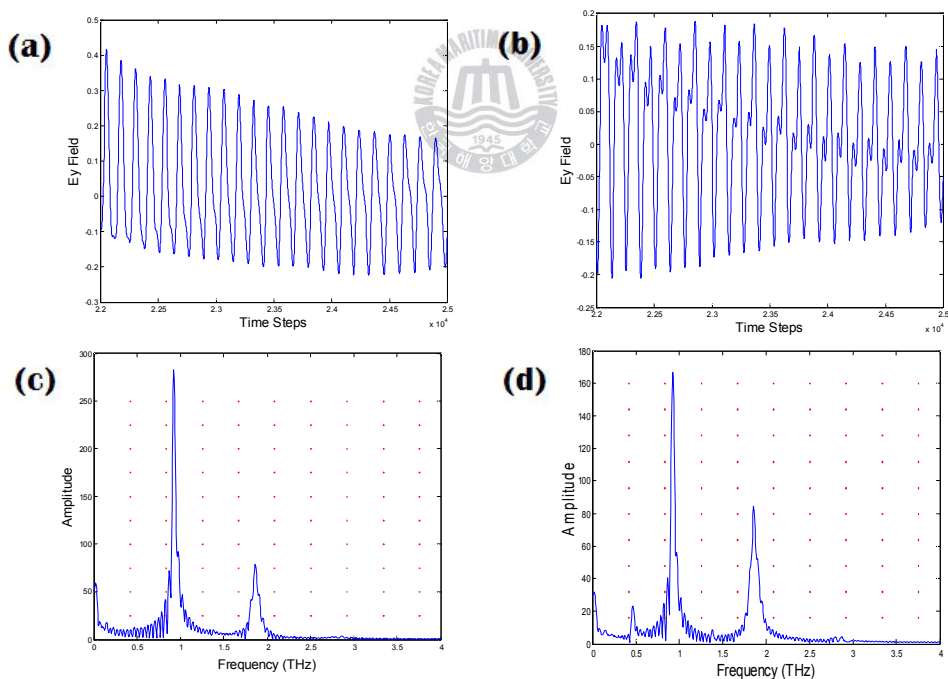 (a)
0.5
0.4
0.3
0.2
0.1
0
-0.1
-0.2
-0.3
Ey Field
2.2 2.25 2.3 2.35 2.4 2.45 2.5
Time Steps
x 10⁴
KOREA MARITIME UNIVERSITY
1945
한국해양대학교
(b)
0.2
0.15
0.1
0.05
0
-0.05
-0.1
-0.15
-0.2
-0.25
Ey Field
2.2 2.25 2.3 2.35 2.4 2.45 2.5
Time Steps
x 10⁴
(c)
300
250
200
150
100
50
0
Amplitude
0 0.5 1 1.5 2 2.5 3 3.5 4
Frequency (THz)
(d)
180
160
140
120
100
80
60
40
20
0
Amplitude
0 0.5 1 1.5 2 2.5 3 3.5 4
Frequency (THz)